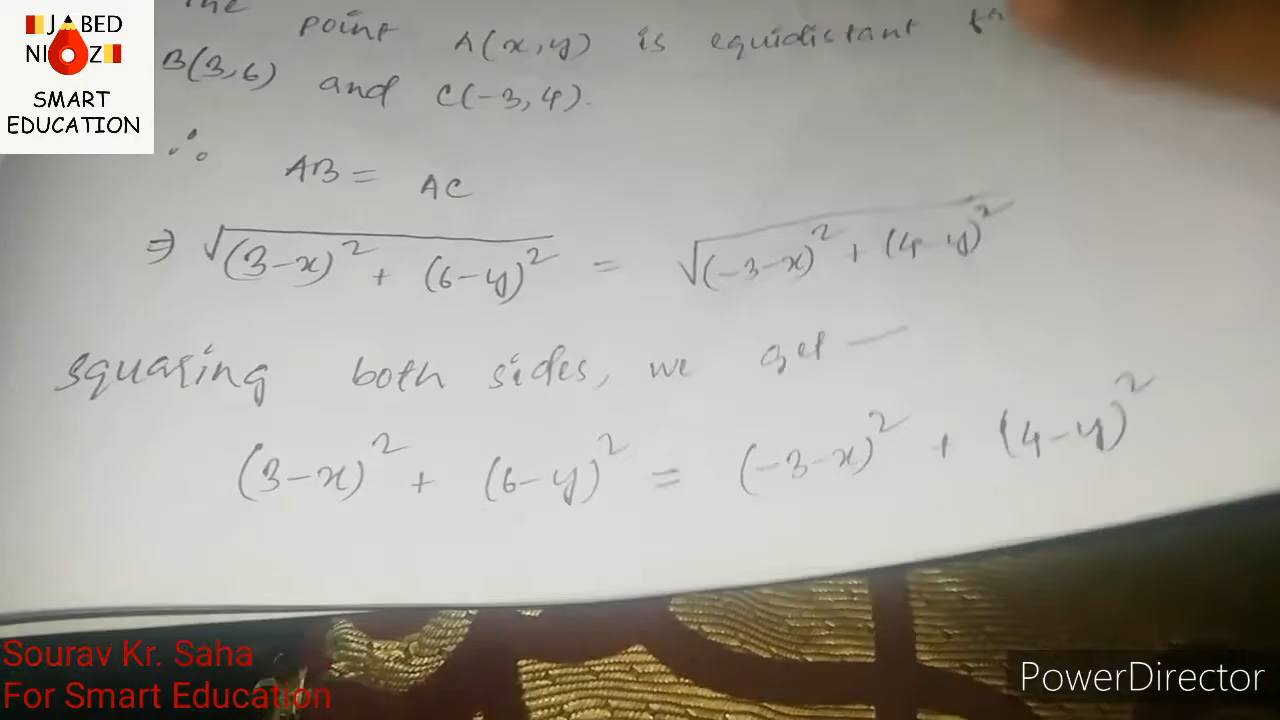 JABED
NIOZ
SMART
EDUCATION
The point A(x,y) is equidistant
B(3,6) and C(-3,4).
∴ AB = AC
⇒ √(3-x)² + (6-y)² = √(-3-x)² + (4-y)²
squaring both sides, we get —
(3-x)² + (6-y)² = (-3-x)² + (4-y)²
Sourav Kr. Saha
For Smart Education
PowerDirector